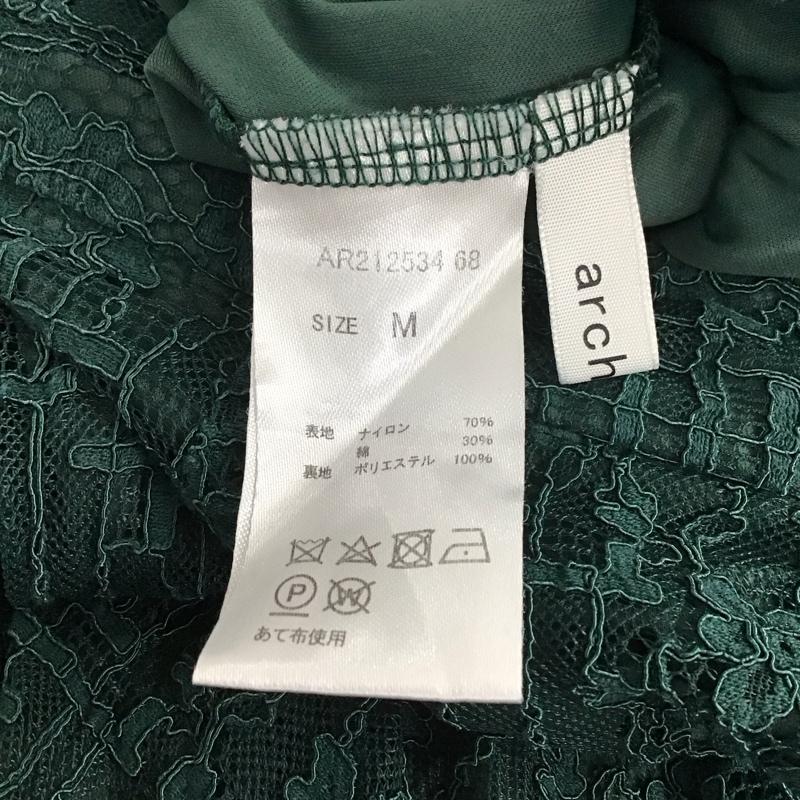 AR212534 68
SIZE M
表地 ナイロン 70%
綿 30%
裏地 ポリエステル 100%
P
W
あて布使用
arch